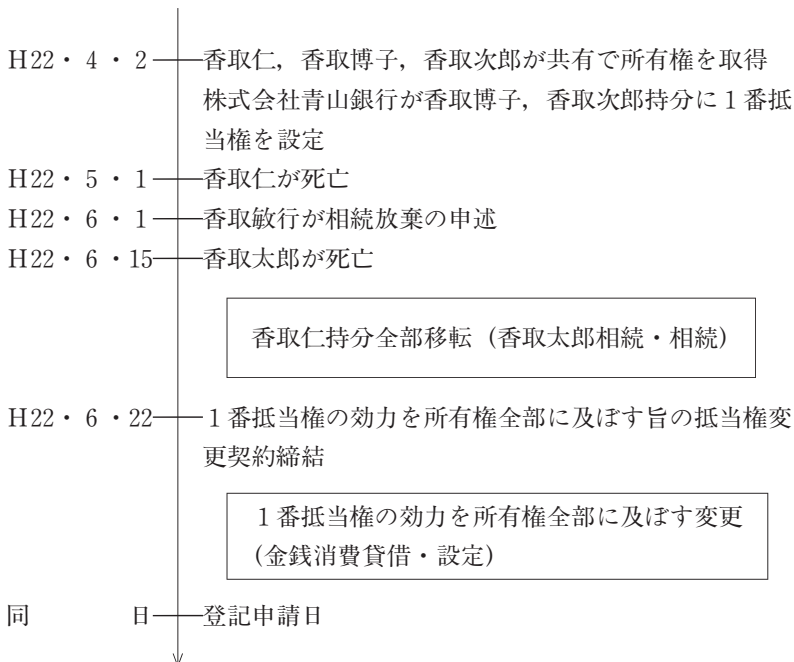 H22・4・2 香取仁，香取博子，香取次郎が共有で所有権を取得
株式会社青山銀行が香取博子，香取次郎持分に1番抵
当権を設定
H22・5・1 香取仁が死亡
H22・6・1 香取敏行が相続放棄の申述
H22・6・15 香取太郎が死亡
香取仁持分全部移転（香取太郎相続・相続）
H22・6・22 1番抵当権の効力を所有権全部に及ぼす旨の抵当権変
更契約締結
1番抵当権の効力を所有権全部に及ぼす変更
（金銭消費貸借・設定）
同　　　日 登記申請日